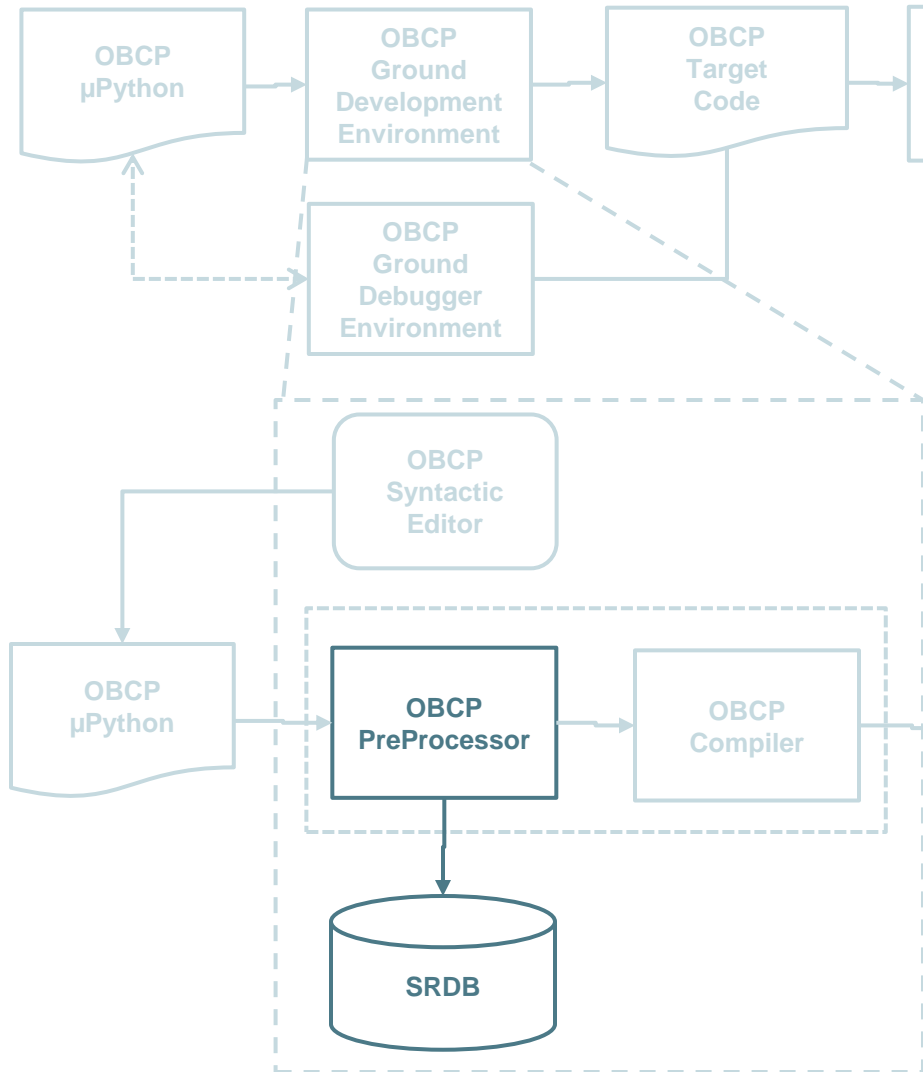 OBCP
µPython
OBCP
Ground
Development
Environment
OBCP
Target
Code
OBCP
Ground
Debugger
Environment
OBCP
Syntactic
Editor
OBCP
µPython
OBCP
PreProcessor
OBCP
Compiler
SRDB